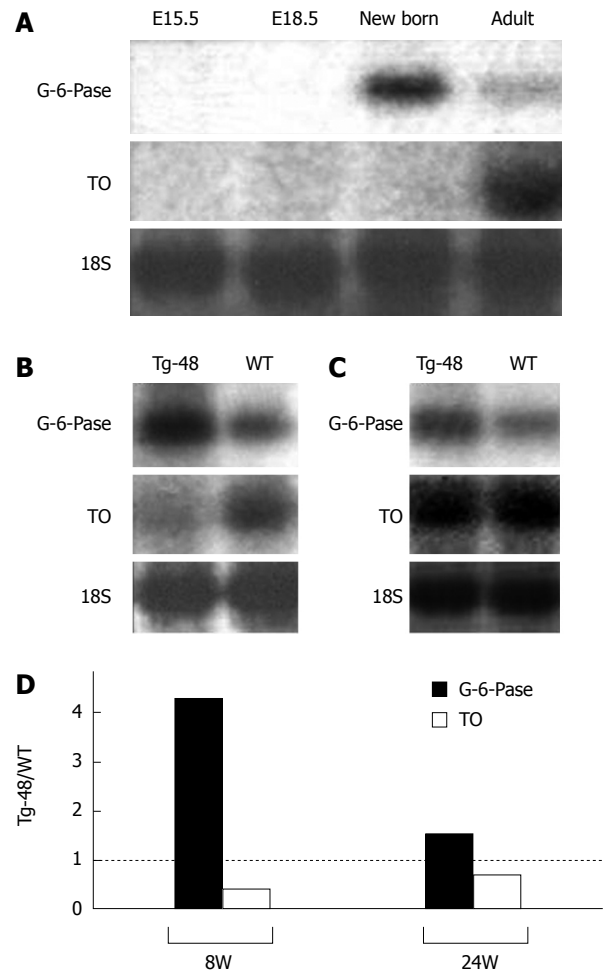 A
E15.5 E18.5 New born Adult
G-6-Pase
TO
18S
B
Tg-48 WT
G-6-Pase
TO
18S
C
Tg-48 WT
G-6-Pase
TO
18S
D
G-6-Pase
TO
Tg-48/WT
4
3
2
1
0
8W 24W